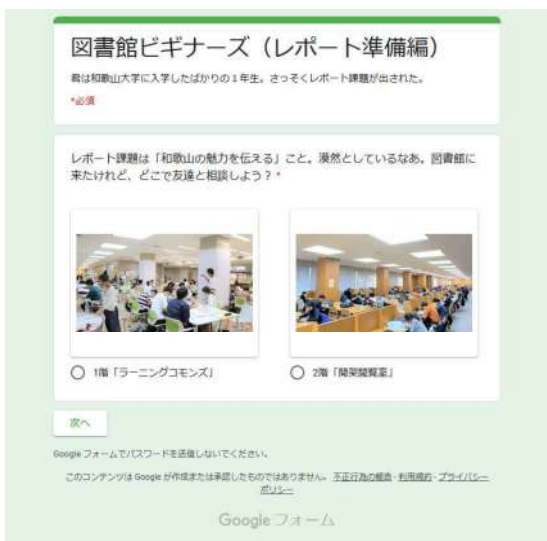 図書館ビギナーズ（レポート準備編）
君は和歌山大学に入学したばかりの１年生。さっそくレポート課題が出された。
*必須
レポート課題は「和歌山の魅力を伝える」こと。漠然としているなあ。図書館に
来たけれど、どこで友達と相談しよう？ *
1階「ラーニングコモンズ」
2階「開架閲覧室」
次へ
Google フォームでパスワードを送信しないでください。
このコンテンツは Google が作成または承認したものではありません。 不正行為の報告 - 利用規約 - プライバシー
ポリシー
Google フォーム